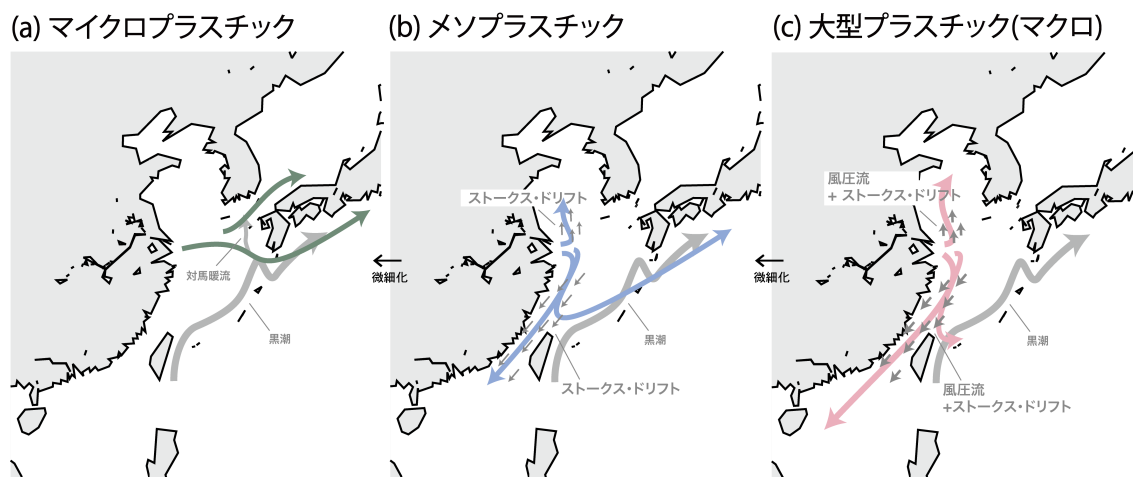 (a) マイクロプラスチック
対馬暖流
黒潮
微細化
(b) メソプラスチック
ストークス・ドリフト
黒潮
ストークス・ドリフト
微細化
(c) 大型プラスチック(マクロ)
風圧流
+ ストークス・ドリフト
黒潮
風圧流
+ストークス・ドリフト